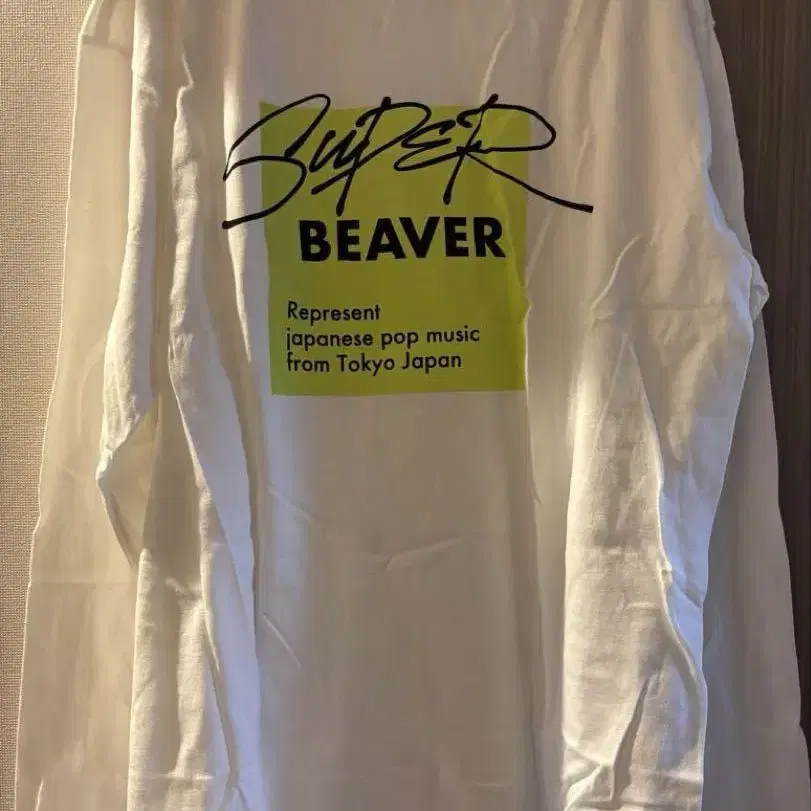 SUPER
BEAVER
Represent
japanese pop music
from Tokyo Japan